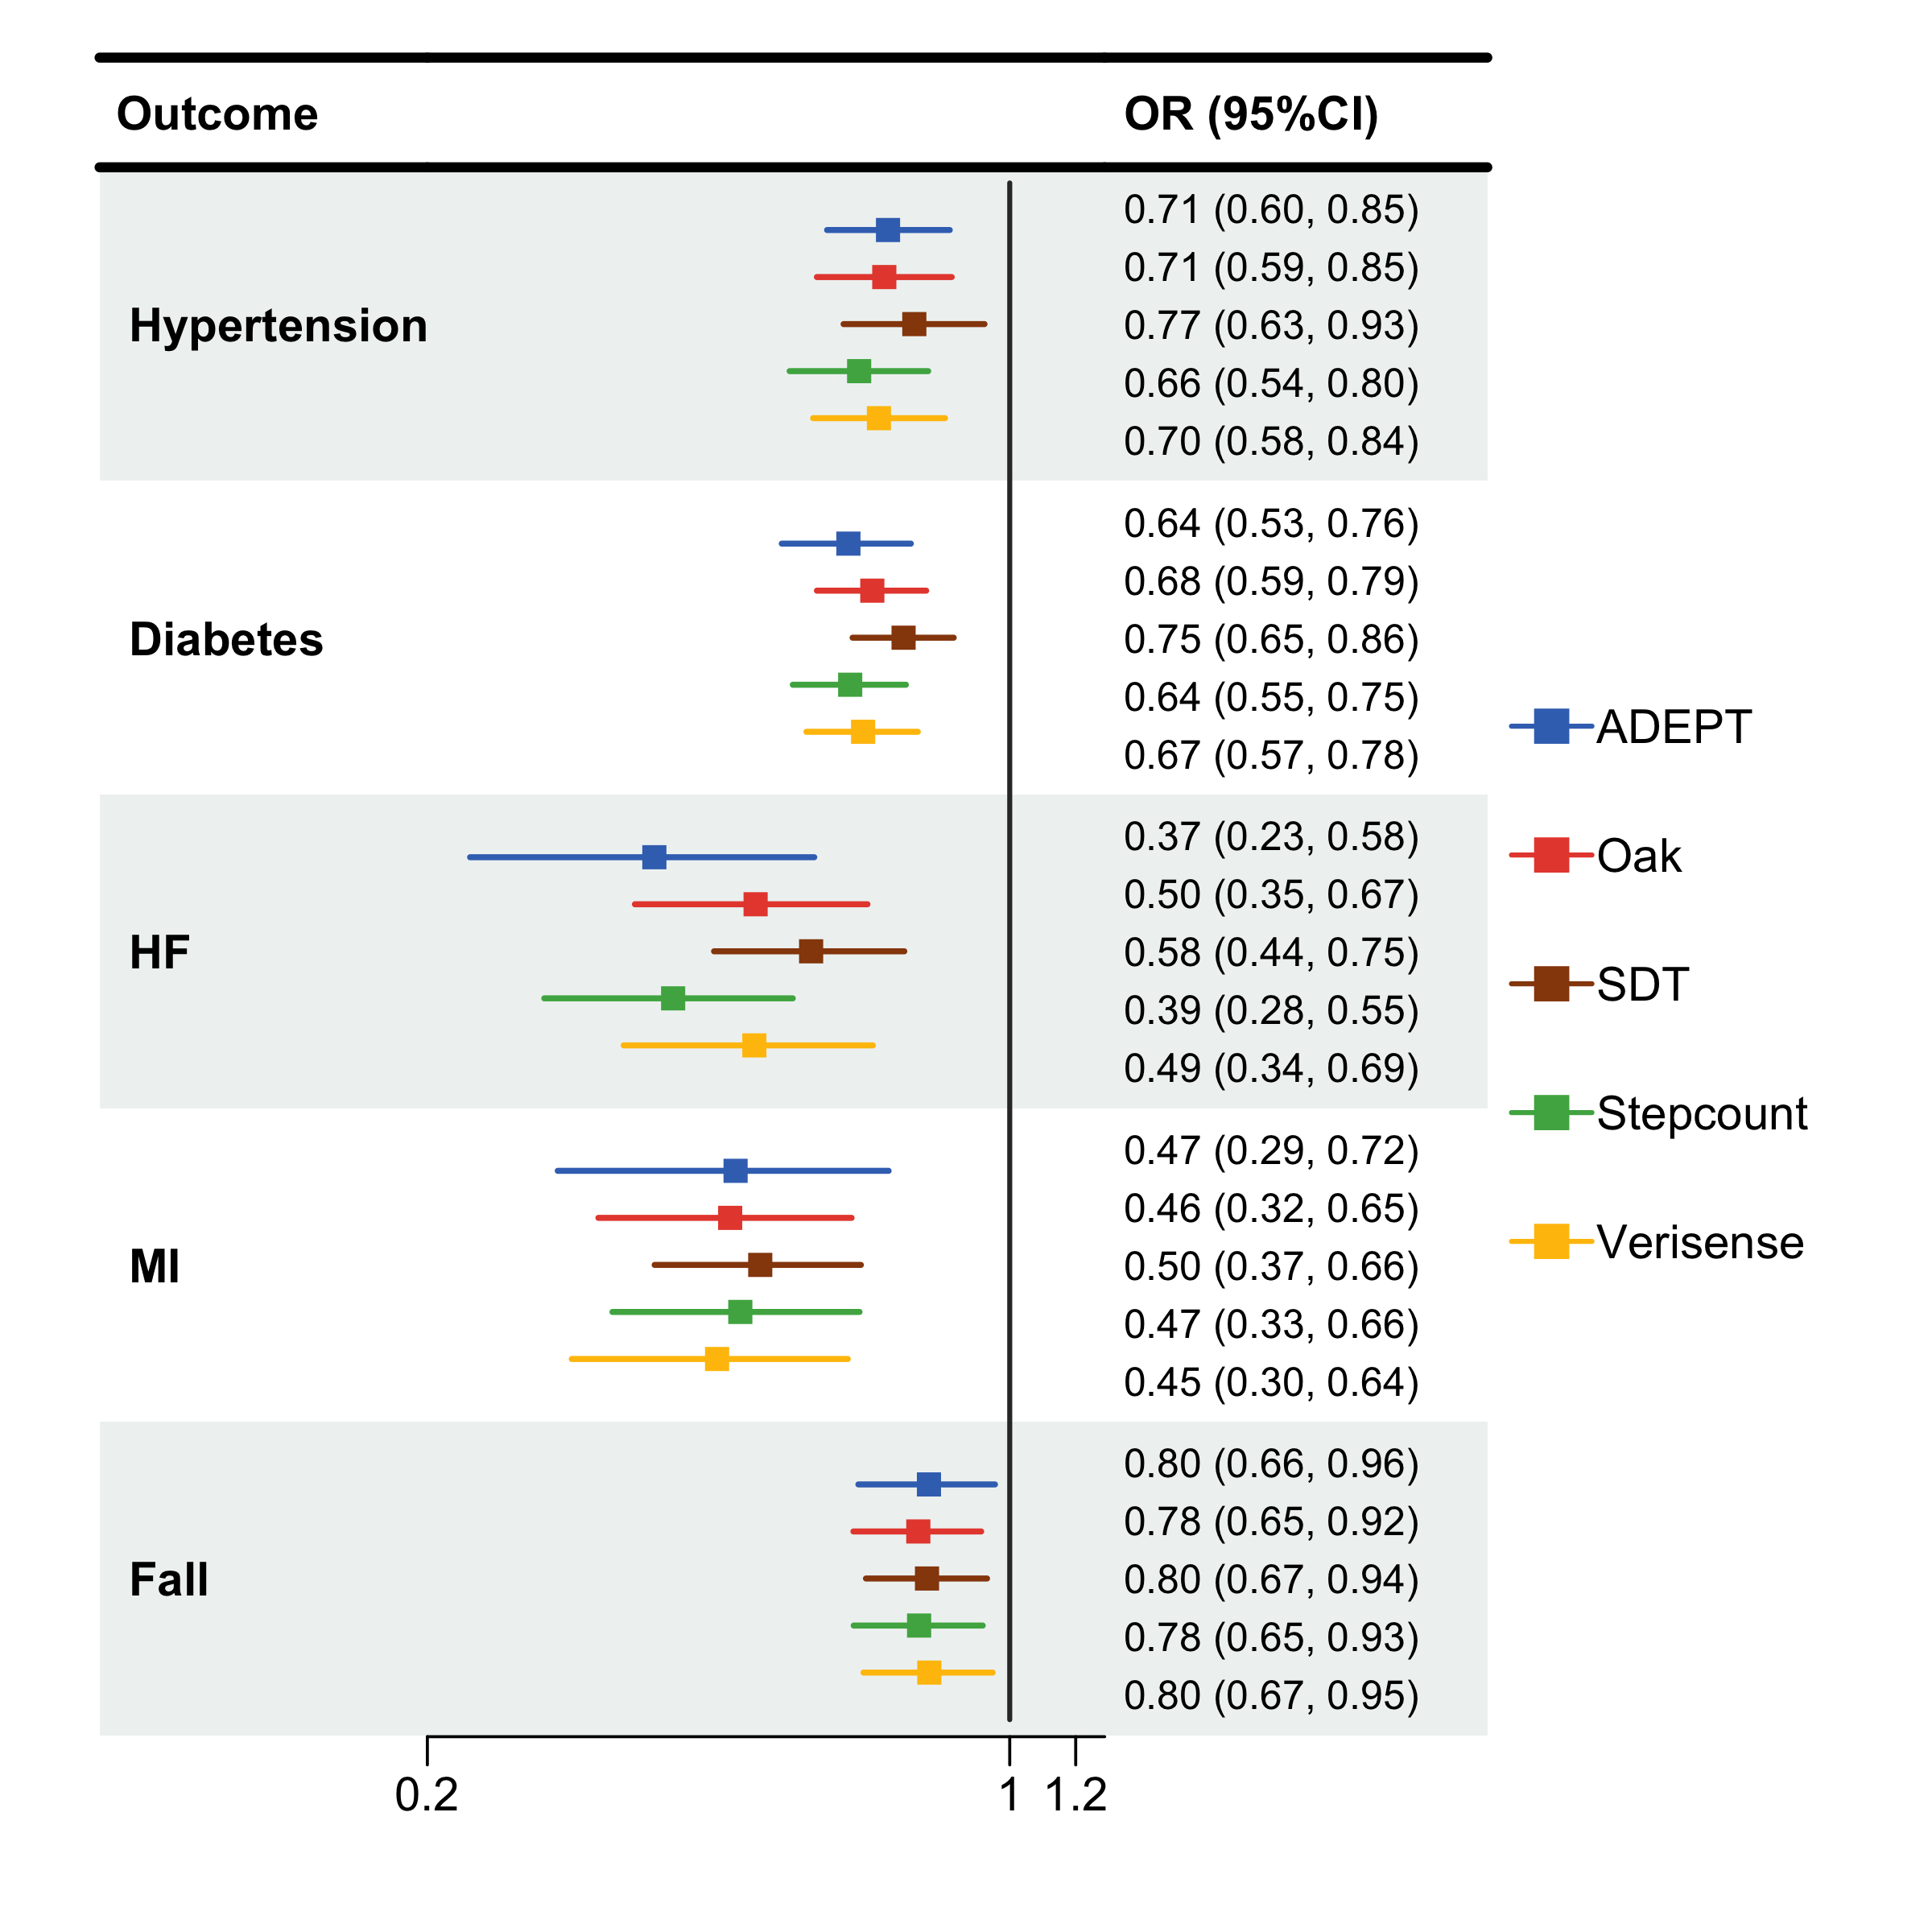 Outcome OR (95%CI)
Hypertension
0.71 (0.60, 0.85)
0.71 (0.59, 0.85)
0.77 (0.63, 0.93)
0.66 (0.54, 0.80)
0.70 (0.58, 0.84)
Diabetes
0.64 (0.53, 0.76)
0.68 (0.59, 0.79)
0.75 (0.65, 0.86)
0.64 (0.55, 0.75)
0.67 (0.57, 0.78)
HF
0.37 (0.23, 0.58)
0.50 (0.35, 0.67)
0.58 (0.44, 0.75)
0.39 (0.28, 0.55)
0.49 (0.34, 0.69)
MI
0.47 (0.29, 0.72)
0.46 (0.32, 0.65)
0.50 (0.37, 0.66)
0.47 (0.33, 0.66)
0.45 (0.30, 0.64)
Fall
0.80 (0.66, 0.96)
0.78 (0.65, 0.92)
0.80 (0.67, 0.94)
0.78 (0.65, 0.93)
0.80 (0.67, 0.95)
0.2 1 1.2
ADEPT
Oak
SDT
Stepcount
Verisense